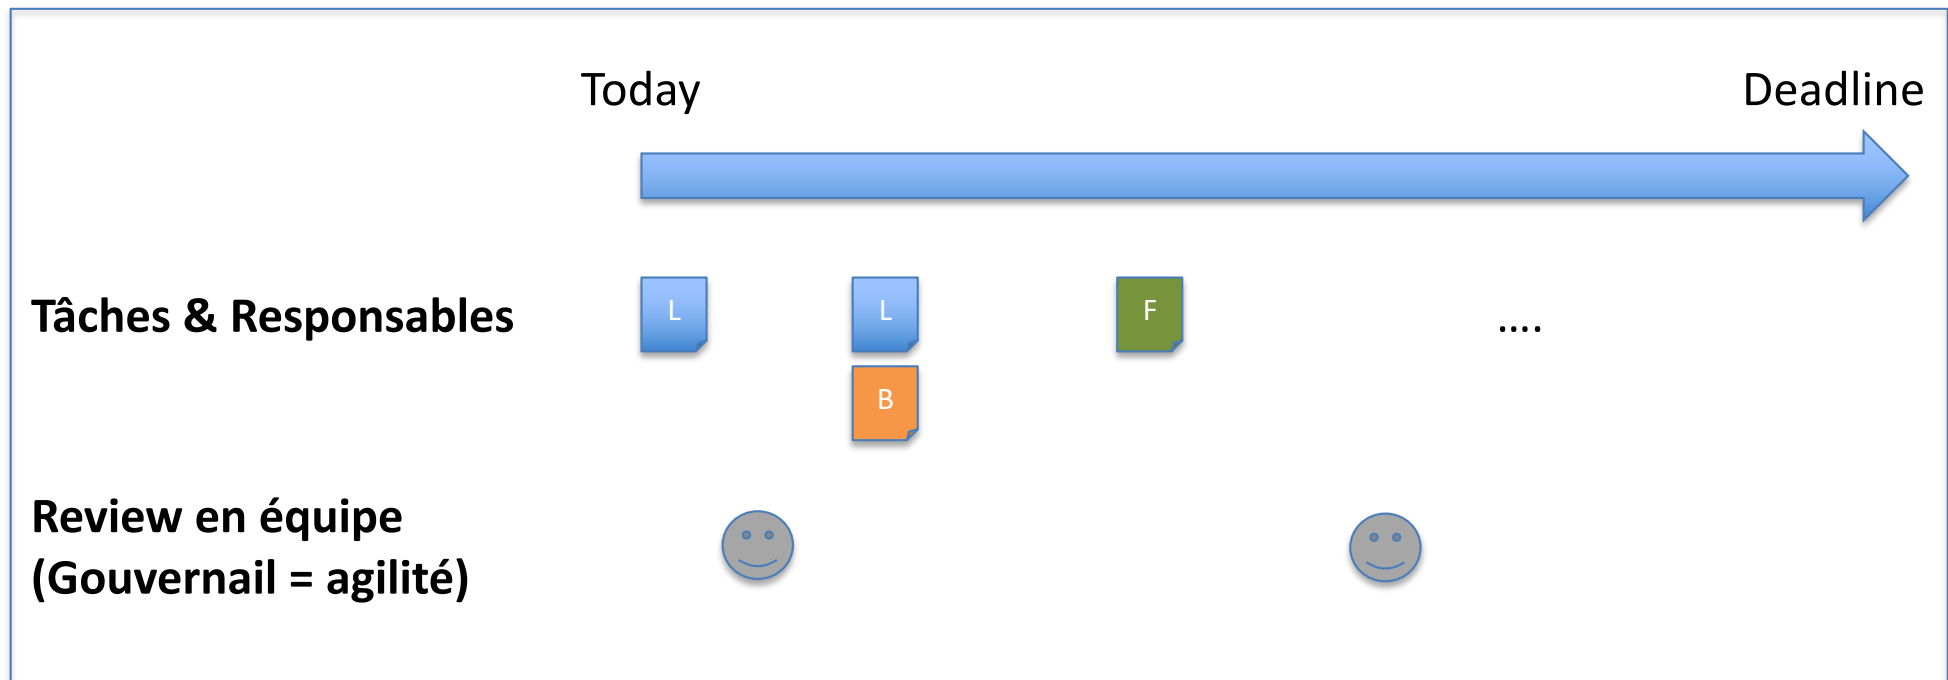 Today
Deadline
Tâches & Responsables
L
L
F
....
B
Review en équipe
(Gouvernail = agilité)